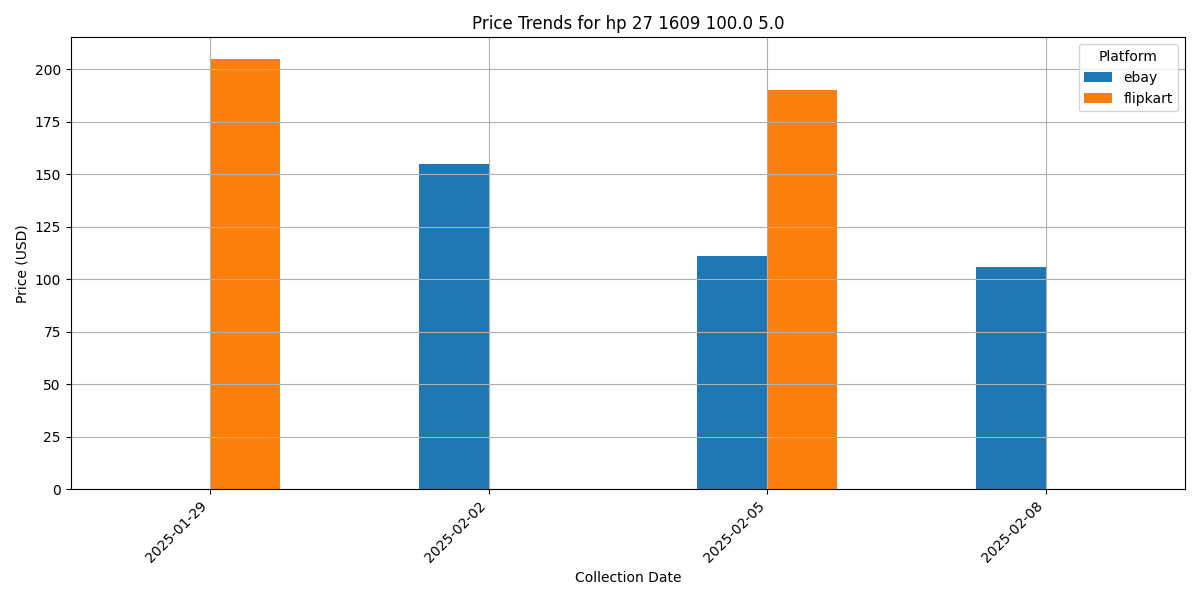 Price Trends for hp 27 1609 100.0 5.0
Platform
ebay
flipkart
Price (USD)
200
175
150
125
100
75
50
25
0
2025-01-29
2025-02-02
2025-02-05
2025-02-08
Collection Date